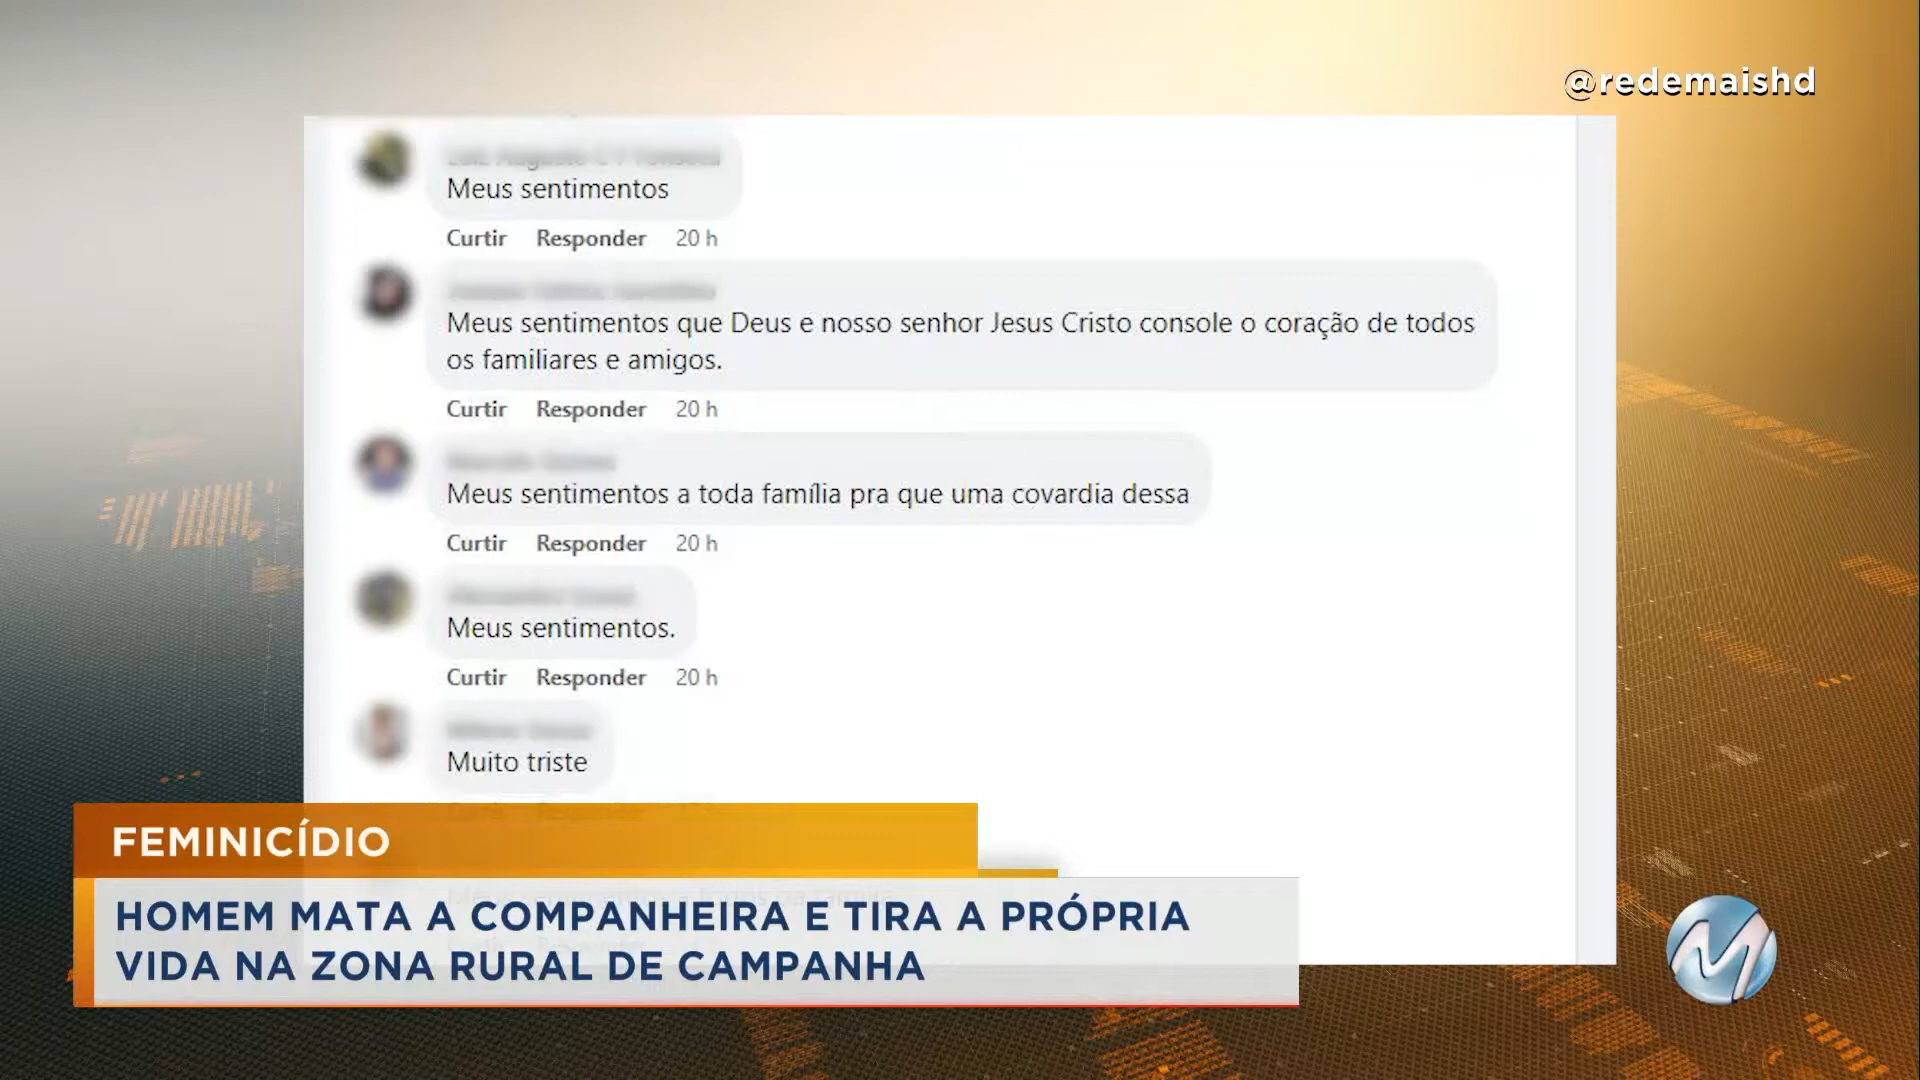 @redemaishd
Meus sentimentos
Curtir Responder 20 h
Meus sentimentos que Deus e nosso senhor Jesus Cristo console o coração de todos
os familiares e amigos.
Curtir Responder 20 h
Meus sentimentos a toda família pra que uma covardia dessa
Curtir Responder 20 h
Meus sentimentos.
Curtir Responder 20 h
Muito triste
FEMINICÍDIO
HOMEM MATA A COMPANHEIRA E TIRA A PRÓPRIA
VIDA NA ZONA RURAL DE CAMPANHA
M